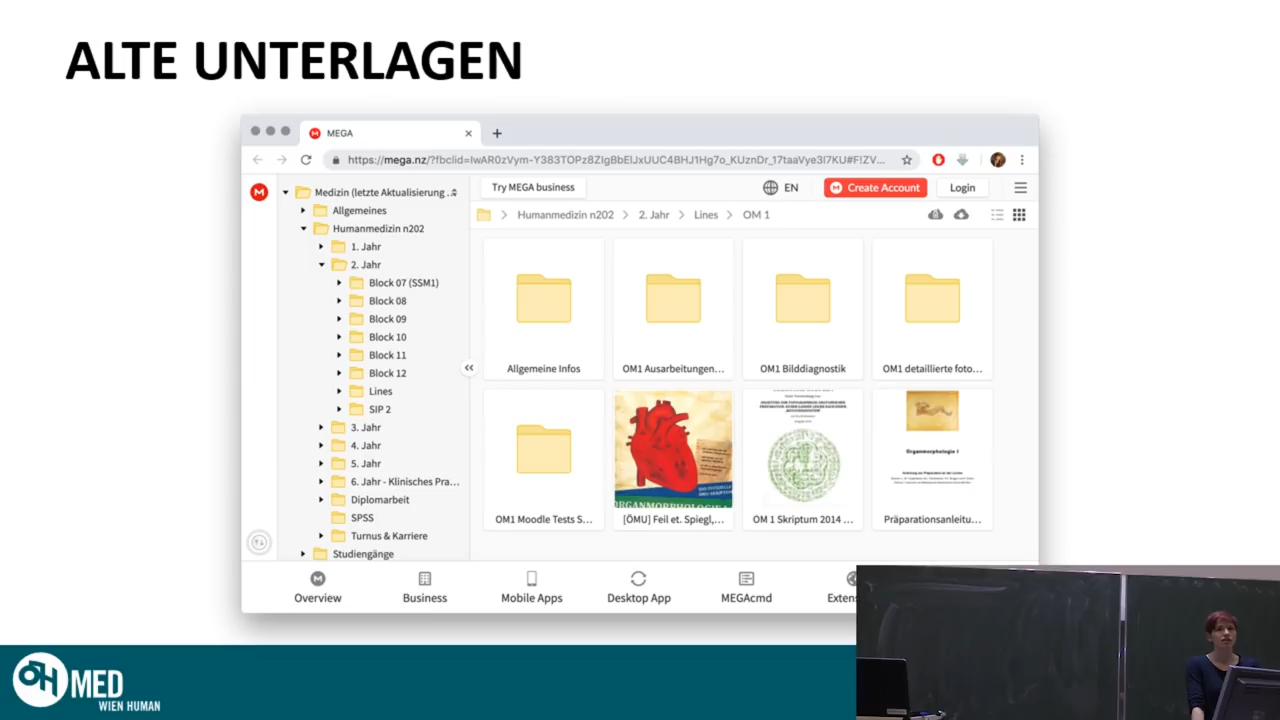 ALTE UNTERLAGEN
MEGA
https://mega.nz/?fbclid=IwAR0zVym-Y383TOPz8ZIgBbElJxUUC4BHJ1Hg7o_KUznDr_17taaVye3I7KU#F!ZV...
Try MEGA business
EN
Create Account
Login
Humanmedizin n202 > 2. Jahr > Lines > OM 1
Medizin (letzte Aktualisierung ...
Allgemeines
Humanmedizin n202
1. Jahr
2. Jahr
Block 07 (SSM1)
Block 08
Block 09
Block 10
Block 11
Block 12
Lines
SIP 2
3. Jahr
4. Jahr
5. Jahr
6. Jahr - Klinisches Pra...
Diplomarbeit
SPSS
Turnus & Karriere
Studiengänge
Allgemeine Infos
OM1 Ausarbeitungen...
OM1 Bilddiagnostik
OM1 detaillierte foto...
ORGANMORPHOLOGIE
Organmorphologie I
OM1 Moodle Tests S...
[ÖMU] Feil et. Spiegl,...
OM 1 Skriptum 2014 ...
Präparationsanleitu...
Overview
Business
Mobile Apps
Desktop App
MEGAcmd
Exten
ÖH MED
WIEN HUMAN